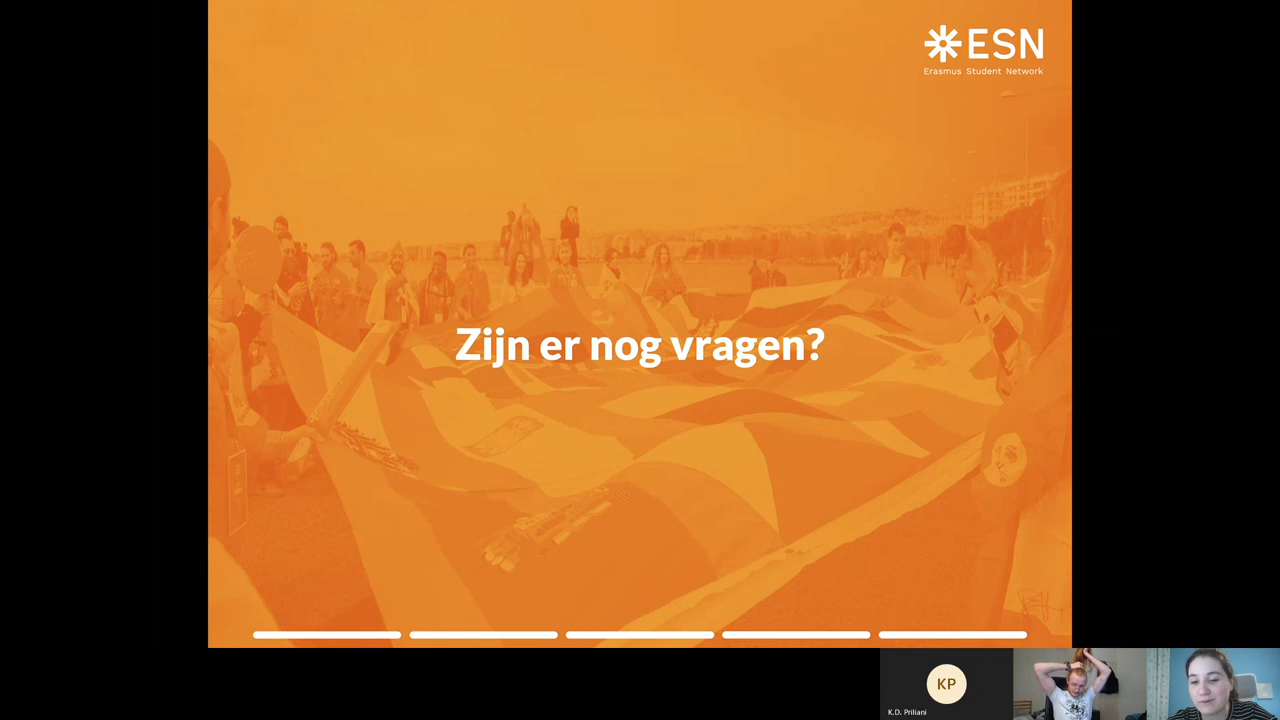 ESN
Erasmus Student Network
Zijn er nog vragen?
KP
K.D. Priliani